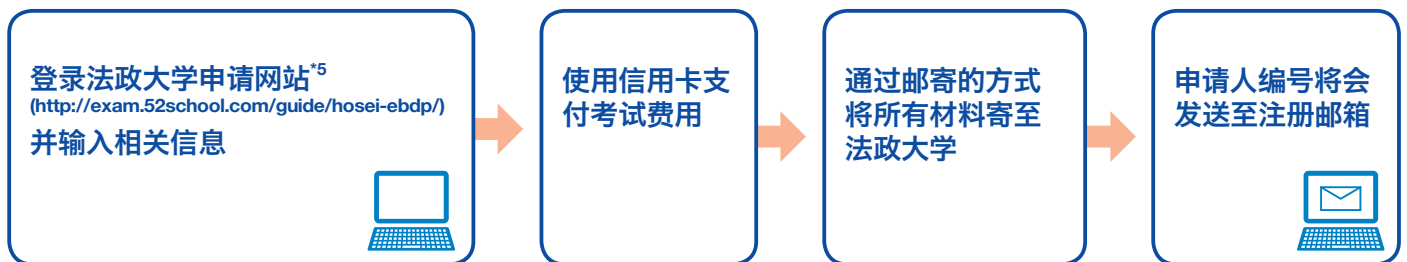 登录法政大学申请网站*5
(http://exam.52school.com/guide/hosei-ebdp/)
并输入相关信息
使用信用卡支
付考试费用
通过邮寄的方式
将所有材料寄至
法政大学
申请人编号将会
发送至注册邮箱